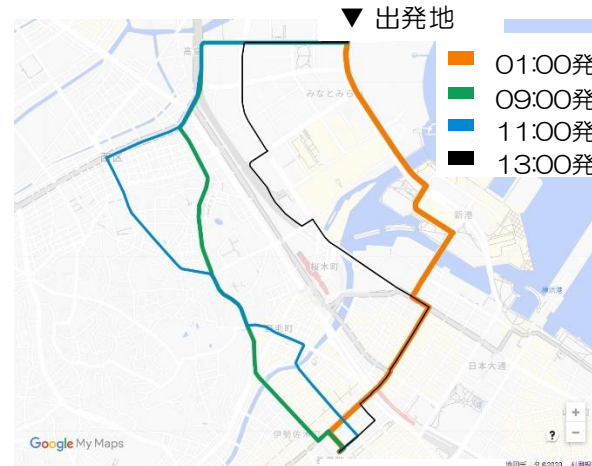 ▼ 出発地
01:00発
09:00発
11:00発
13:00発
みなとみらい
新港
桜木町
日本大通
伊勢佐木町
Google My Maps
+
−
?